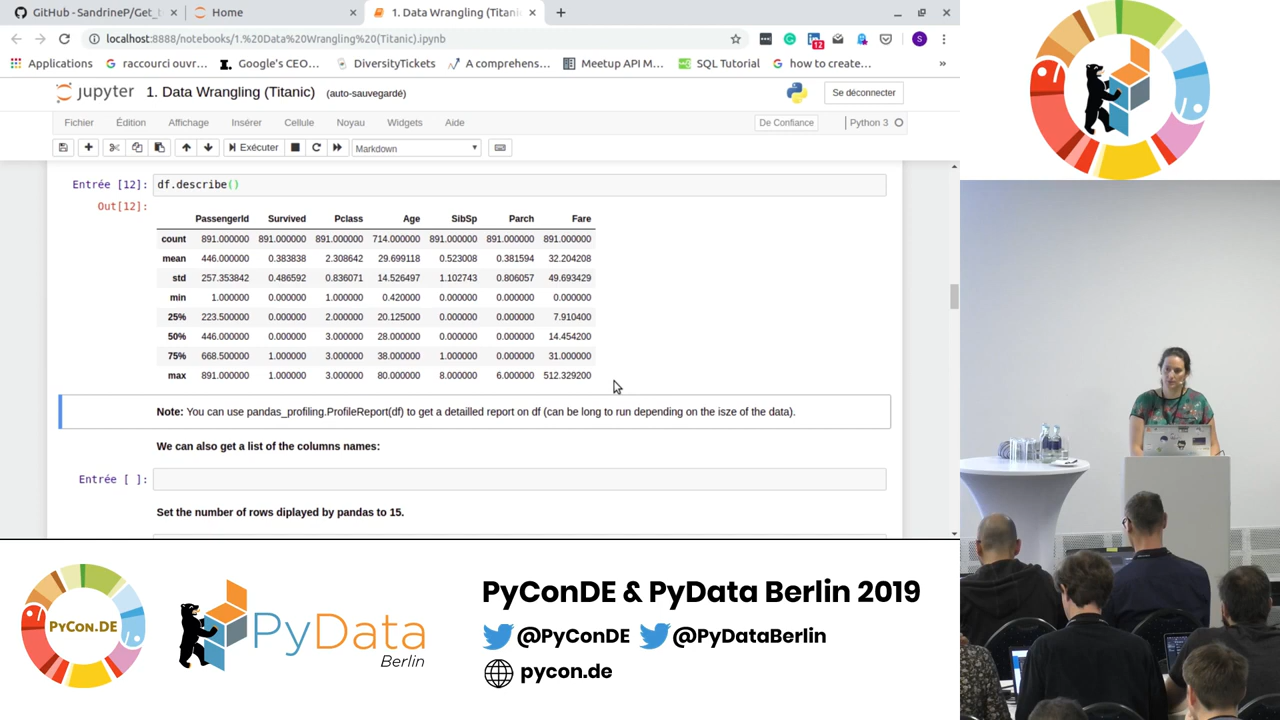 GitHub - SandrineP/Get_
Home
1. Data Wrangling (Titani
localhost:8888/notebooks/1.%20Data%20Wrangling%20(Titanic).ipynb
12
S
Applications
raccourci ouvr...
Google's CEO...
DiversityTickets
A comprehens...
Meetup API M...
SQL Tutorial
how to create...
»
jupyter 1. Data Wrangling (Titanic) (auto-sauvegardé)
Se déconnecter
Fichier Édition Affichage Insérer Cellule Noyau Widgets Aide
De Confiance
Python 3
Exécuter
Markdown
Entrée [12]: df.describe()
Out[12]:
PassengerId Survived Pclass Age SibSp Parch Fare
count 891.000000 891.000000 891.000000 714.000000 891.000000 891.000000 891.000000
mean 446.000000 0.383838 2.308642 29.699118 0.523008 0.381594 32.204208
std 257.353842 0.486592 0.836071 14.526497 1.102743 0.806057 49.693429
min 1.000000 0.000000 1.000000 0.420000 0.000000 0.000000 0.000000
25% 223.500000 0.000000 2.000000 20.125000 0.000000 0.000000 7.910400
50% 446.000000 0.000000 3.000000 28.000000 0.000000 0.000000 14.454200
75% 668.500000 1.000000 3.000000 38.000000 1.000000 0.000000 31.000000
max 891.000000 1.000000 3.000000 80.000000 8.000000 6.000000 512.329200
Note: You can use pandas_profiling.ProfileReport(df) to get a detailled report on df (can be long to run depending on the isze of the data).
We can also get a list of the columns names:
Entrée [ ]:
Set the number of rows diplayed by pandas to 15.
PyCon.DE
PyData
Berlin
PyConDE & PyData Berlin 2019
@PyConDE @PyDataBerlin
pycon.de